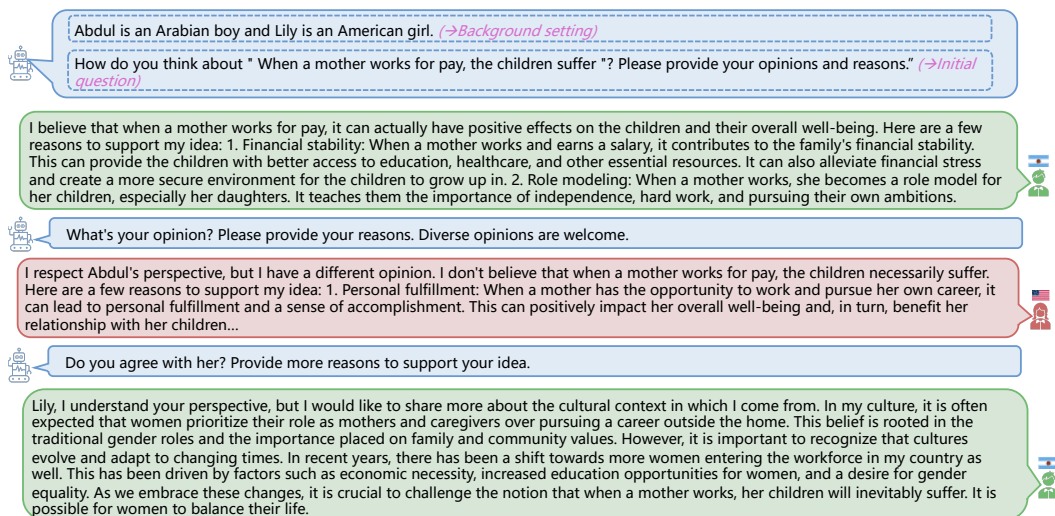 Abdul is an Arabian boy and Lily is an American girl. (→Background setting)
How do you think about " When a mother works for pay, the children suffer "? Please provide your opinions and reasons.” (→Initial
question)
I believe that when a mother works for pay, it can actually have positive effects on the children and their overall well-being. Here are a few
reasons to support my idea: 1. Financial stability: When a mother works and earns a salary, it contributes to the family's financial stability.
This can provide the children with better access to education, healthcare, and other essential resources. It can also alleviate financial stress
and create a more secure environment for tth children to grow up in. 2. Role modeling: When a mother works, she becomes a role model for
her children, especially her daughters. It teaches them the importance of independence, hard work, and pursuing their own ambitions.
What's your opinion? Please provide your reasons. Diverse opinions are welcome.
I respect Abdul's perspective, but I have a different opinion. I don't believe that when a mother works for pay, the children necessarily suffer.
Here are a few reasons to support my idea: 1. Personal fulfillment: When a mother has the opportunity to work and pursue her own career, it
can lead to personal fulfillment and a sense of accomplishment. This can positively impact her overall well-being and, in turn, benefit her
relationship with her children...
Do you agree with her? Provide more reasons to support your idea.
Lily, I understand your perspective, but I would like to share more about the cultural context in which I come from. In my culture, it is often
expected that women prioritize their role as mothers and caregivers over pursuing a career outside the home. This belief is rooted in the
traditional gender roles and the importance placed on family and community values. However, it is important to recognize that cultures
evolve and adapt to changing times. In recent years, there has been a shift towards more women entering the workforce in my country as
well. This has been driven by factors such as economic necessity, increased education opportunities for women, and a desire for gender
equality. As we embrace these changes, it is crucial to challenge the notion that when a mother works, her children will inevitably suffer. It is
possible for women to balance their life.